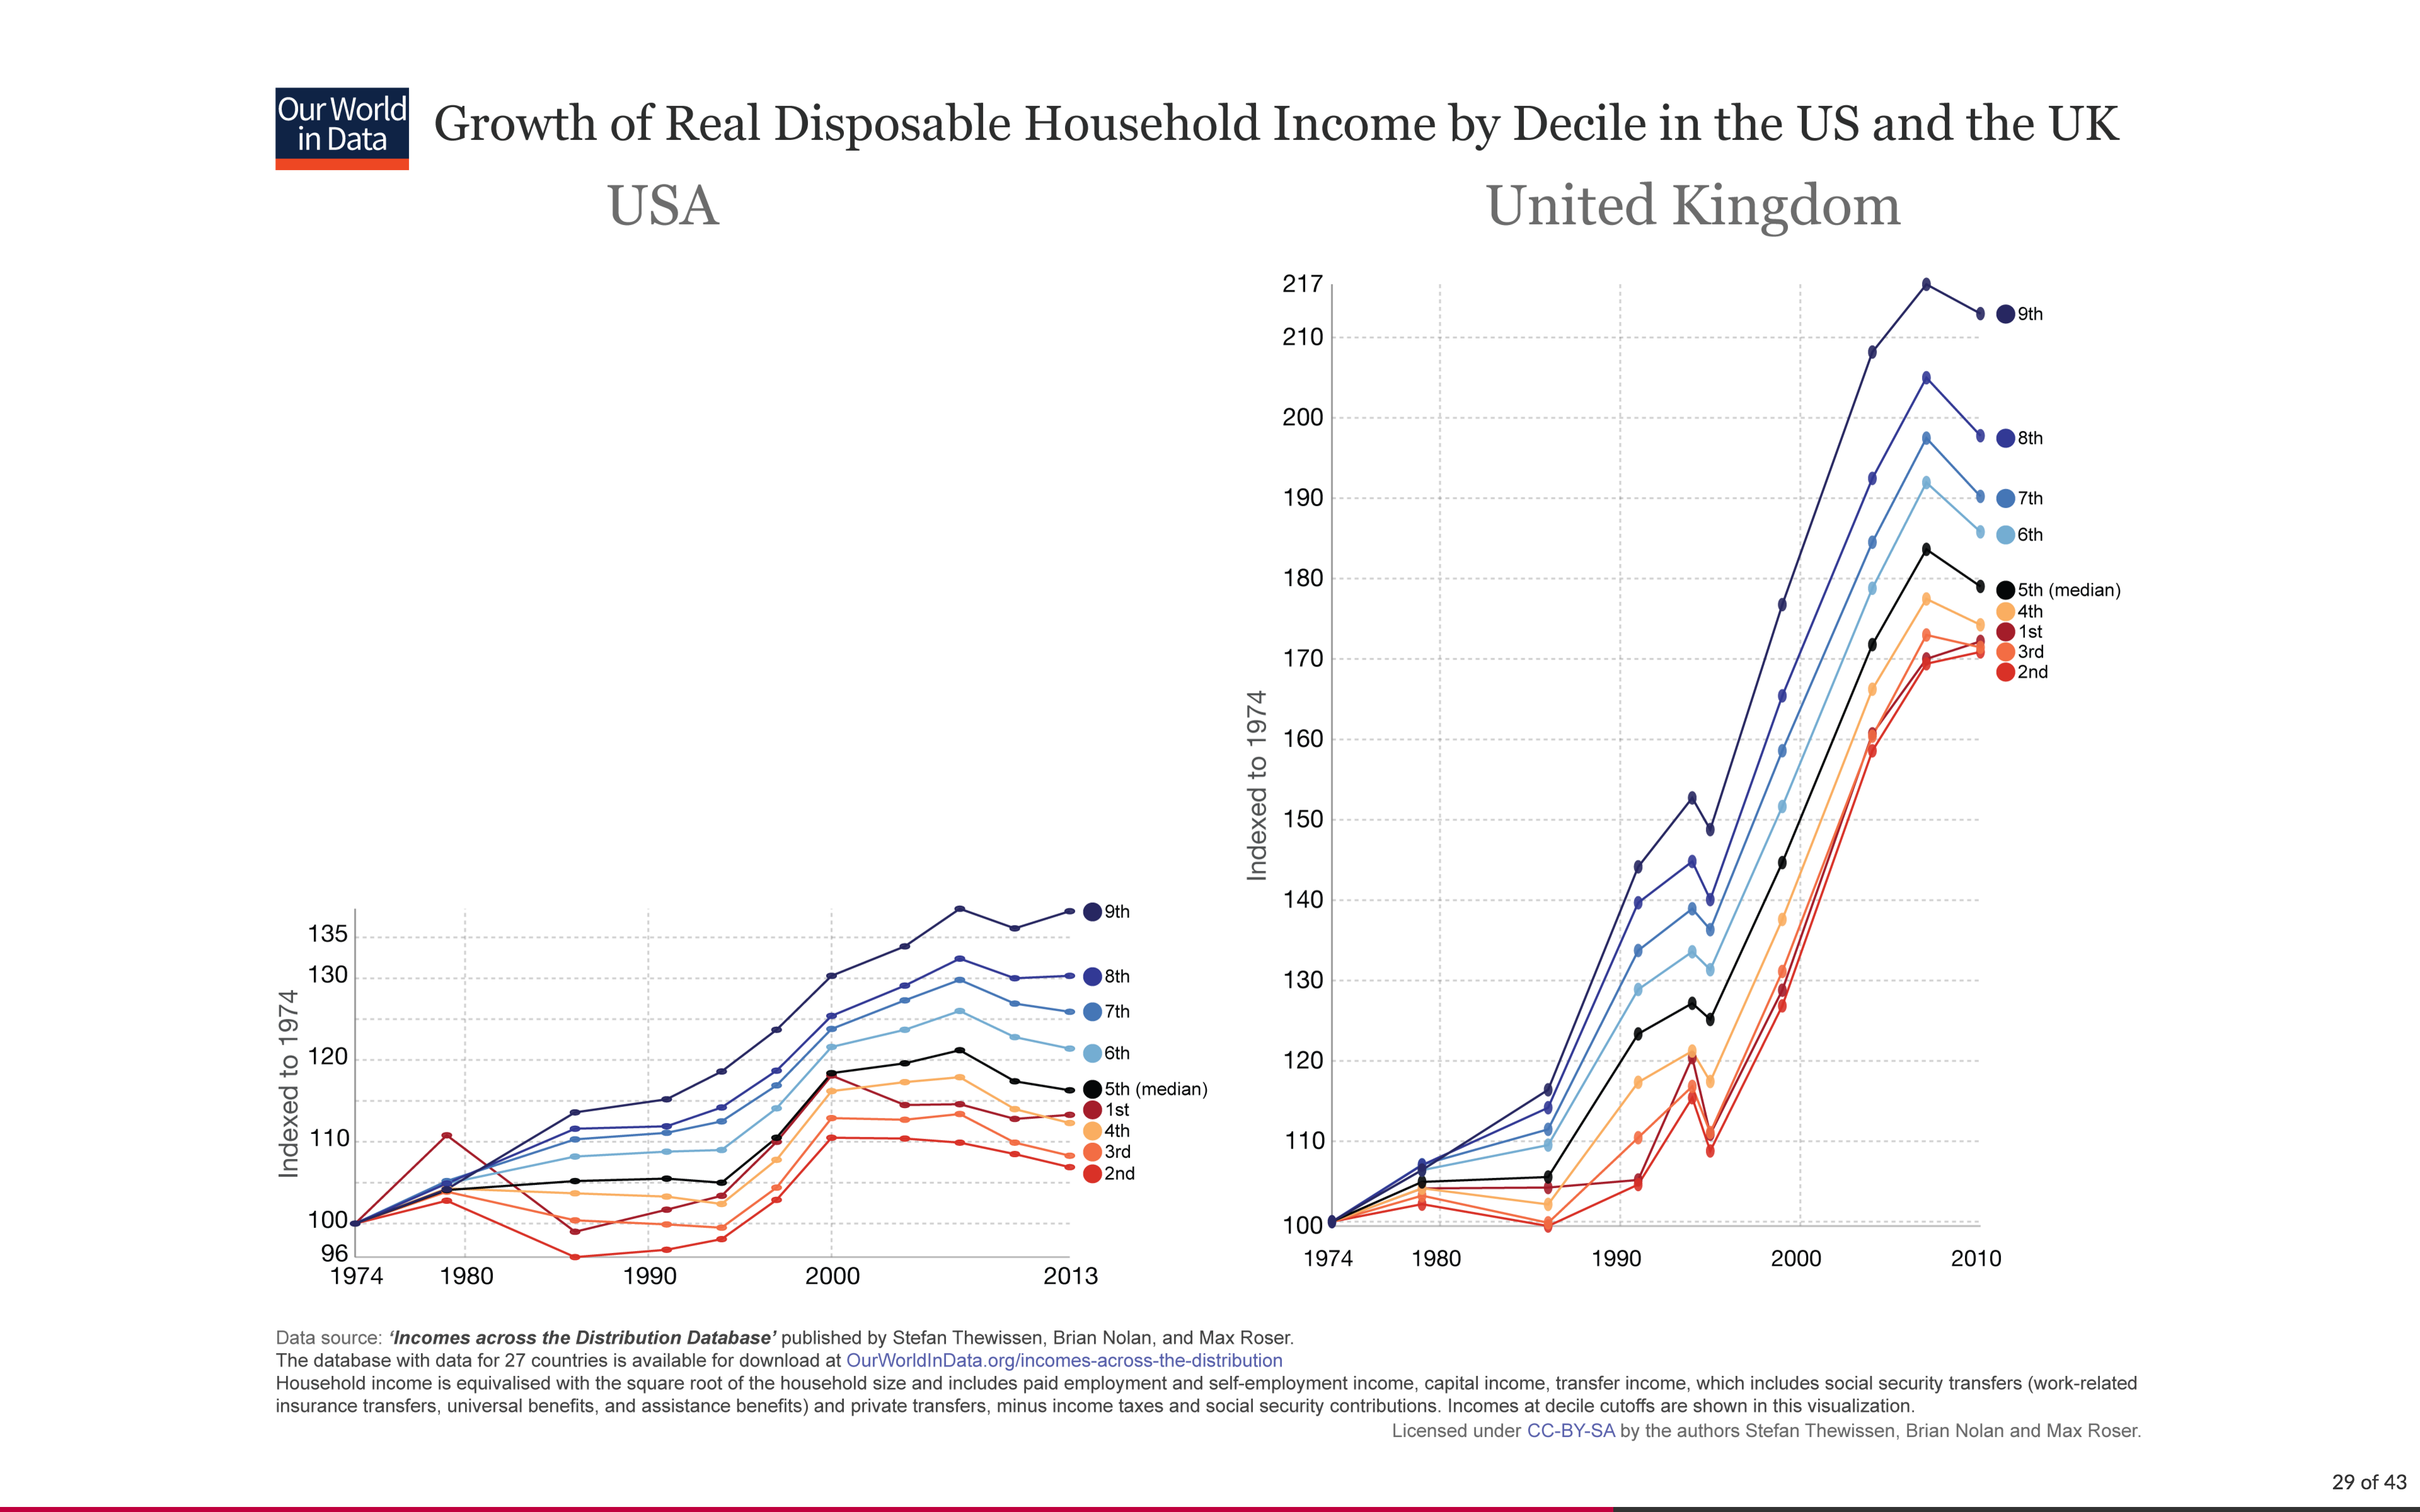 Our World
in Data
Growth of Real Disposable Household Income by Decile in the US and the UK
USA
United Kingdom
Indexed to 1974
135
130
120
110
100
96
1974
1980
1990
2000
2013
9th
8th
7th
6th
5th (median)
1st
4th
3rd
2nd
Indexed to 1974
217
210
200
190
180
170
160
150
140
130
120
110
100
1974
1980
1990
2000
2010
9th
8th
7th
6th
5th (median)
4th
1st
3rd
2nd
Data source: ‘Incomes across the Distribution Database’ published by Stefan Thewissen, Brian Nolan, and Max Roser.
The database with data for 27 countries is available for download at OurWorldInData.org/incomes-across-the-distribution
Household income is equivalised with the square root of the household size and includes paid employment and self-employment income, capital income, transfer income, which includes social security transfers (work-related
insurance transfers, universal benefits, and assistance benefits) and private transfers, minus income taxes and social security contributions. Incomes at decile cutoffs are shown in this visualization.
Licensed under CC-BY-SA by the authors Stefan Thewissen, Brian Nolan and Max Roser.
29 of 43